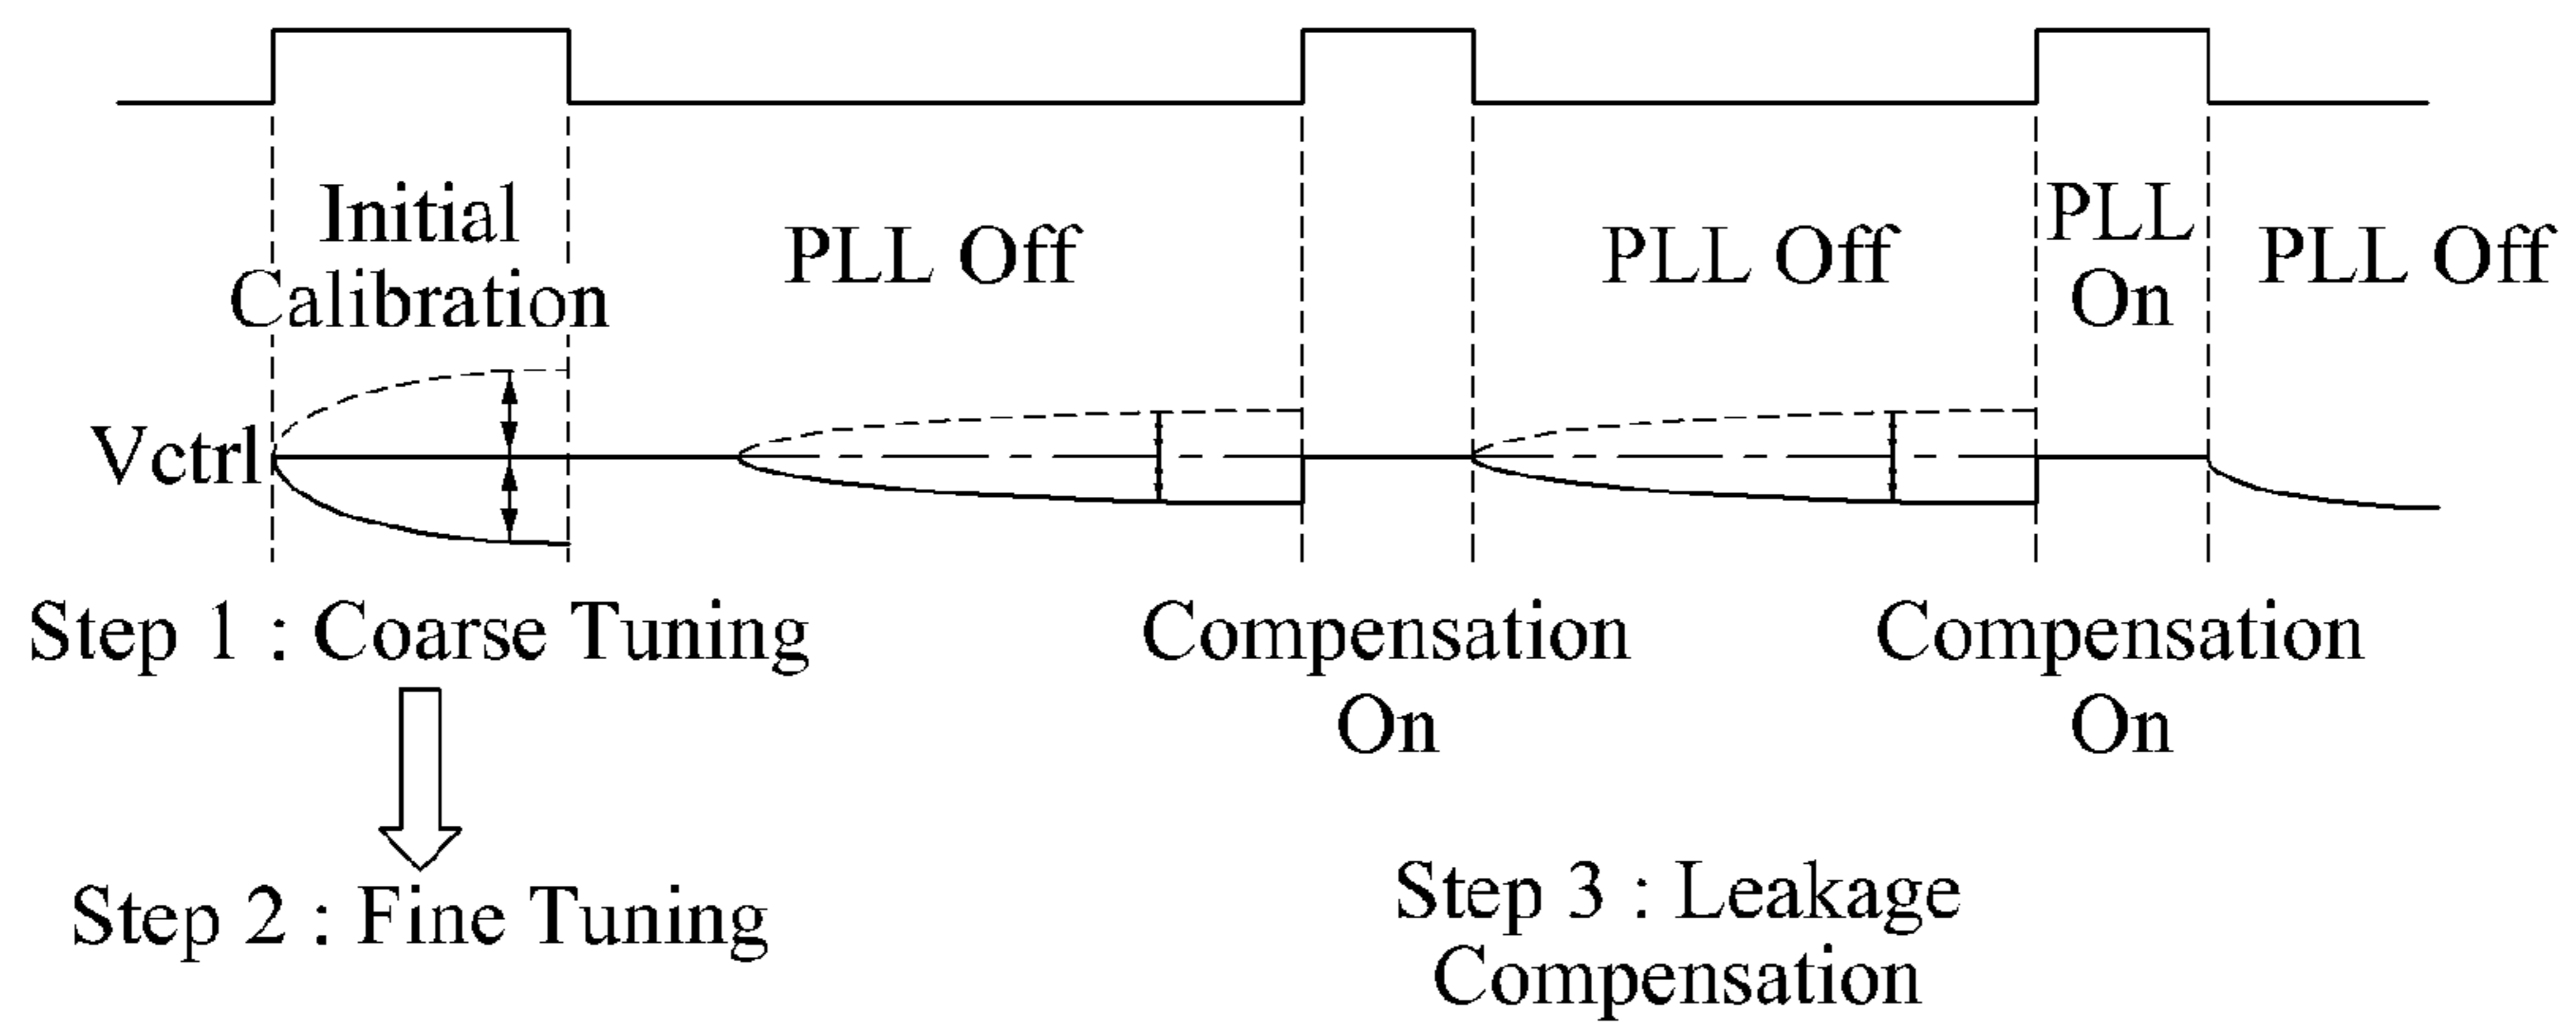 Initial
Calibration
PLL Off
PLL Off
PLL
On
PLL Off
Vctrl
Step 1 : Coarse Tuning
Compensation
On
Compensation
On
Step 2 : Fine Tuning
Step 3 : Leakage
Compensation